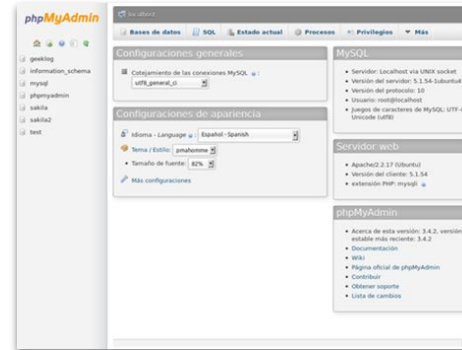 phpMyAdmin
geeklog
information_schema
mysql
phpmyadmin
sakila
sakila2
test
localhost
Bases de datos
SQL
Estado actual
Procesos
Privilegios
Más
Configuraciones generales
Cotejamiento de las conexiones MySQL :
utf8_general_ci
Configuraciones de apariencia
Idioma - Language : Español - Spanish
Tema / Estilo: pmahomme
Tamaño de fuente: 82%
Más configuraciones
MySQL
Servidor: Localhost via UNIX socket
Versión del servidor: 5.1.54-1ubuntu4
Versión del protocolo: 10
Usuario: root@localhost
Juegos de caracteres de MySQL: UTF-8
Unicode (utf8)
Servidor web
Apache/2.2.17 (Ubuntu)
Versión del cliente: 5.1.54
extensión PHP: mysqli
phpMyAdmin
Acerca de esta versión: 3.4.2, versión
estable más reciente: 3.4.2
Documentación
Wiki
Página oficial de phpMyAdmin
Contribuir
Obtener soporte
Lista de cambios